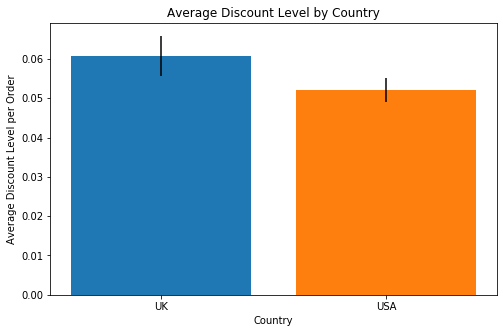 Average Discount Level by Country
Average Discount Level per Order
0.06
0.05
0.04
0.03
0.02
0.01
0.00
UK
USA
Country